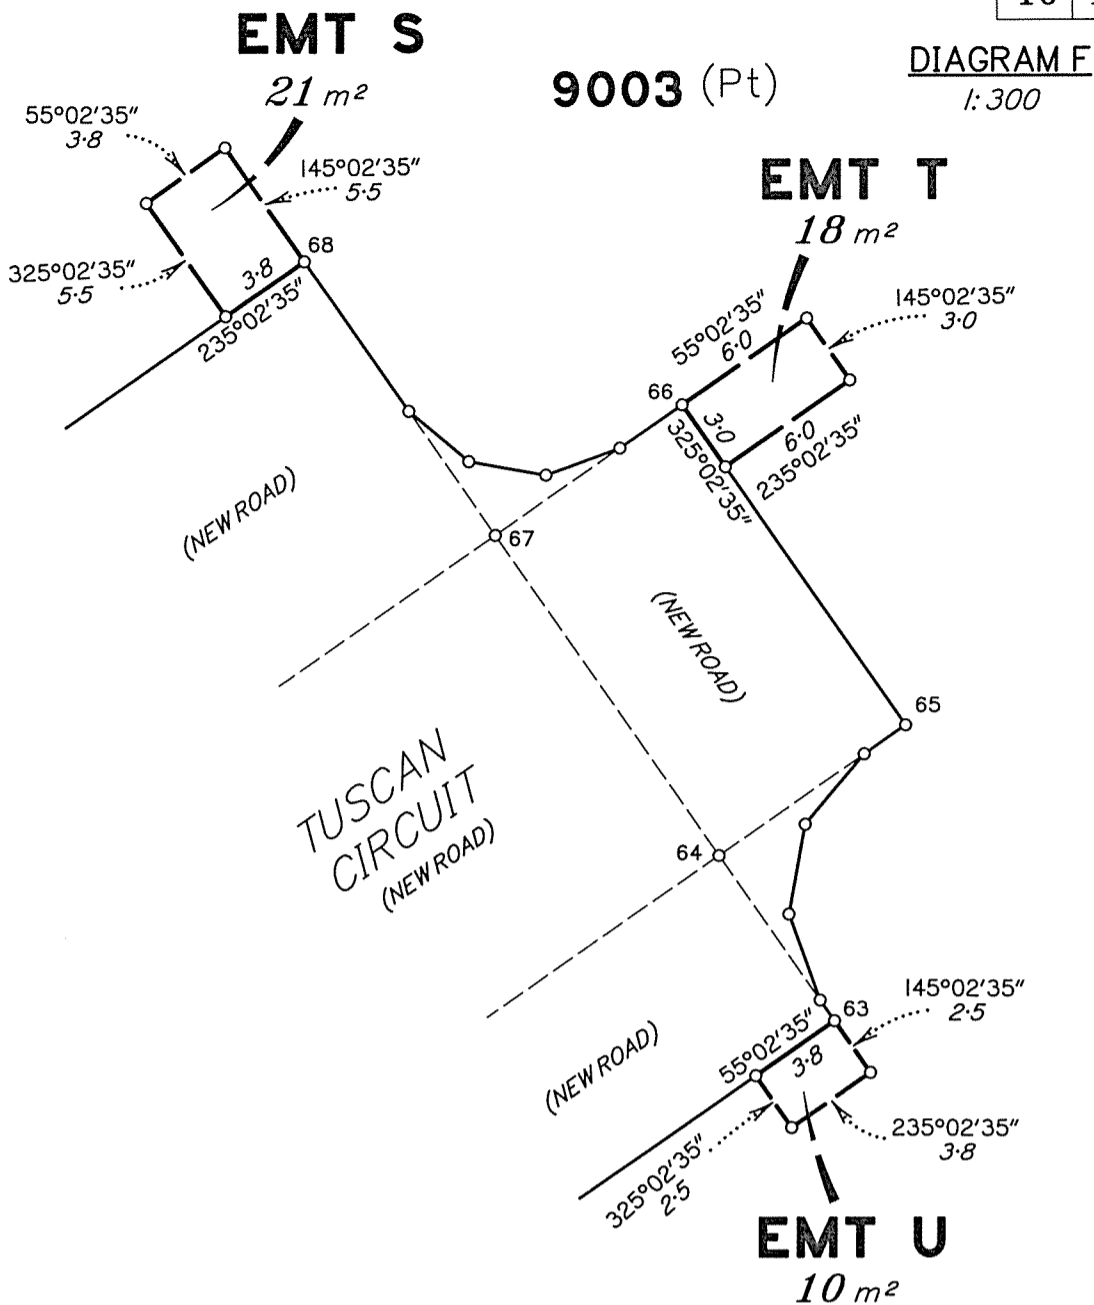 EMT S
21 m²
9003 (Pt)
DIAGRAM F
1:300
55°02'35"
3·8
145°02'35"
5·5
325°02'35"
5·5
68
3·8
235°02'35"
EMT T
18 m²
55°02'35"
6·0
145°02'35"
3·0
66
3·0
325°02'35"
6·0
235°02'35"
(NEW ROAD)
67
(NEW ROAD)
65
TUSCAN
CIRCUIT
(NEW ROAD)
64
(NEW ROAD)
63
145°02'35"
2·5
55°02'35"
3·8
235°02'35"
3·8
325°02'35"
2·5
EMT U
10 m²